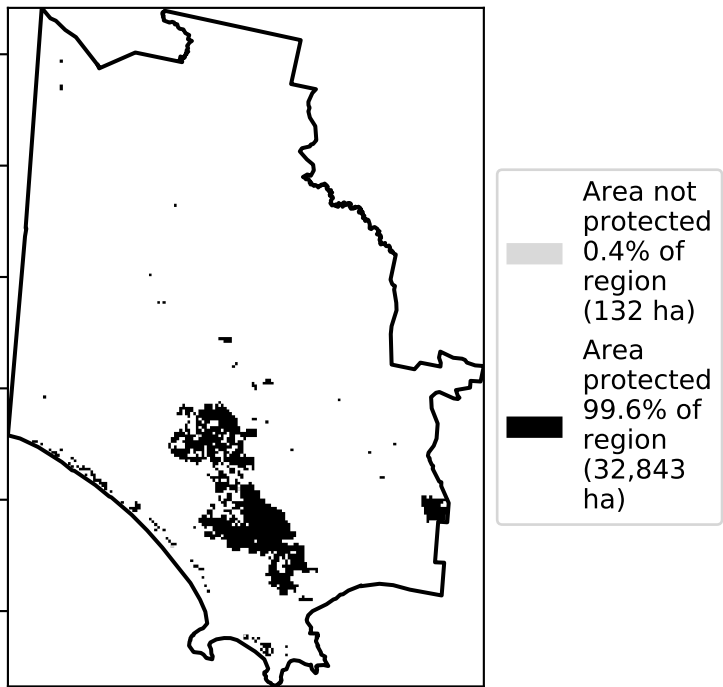 Area not
protected
0.4% of
region
(132 ha)
Area
protected
99.6% of
region
(32,843
ha)